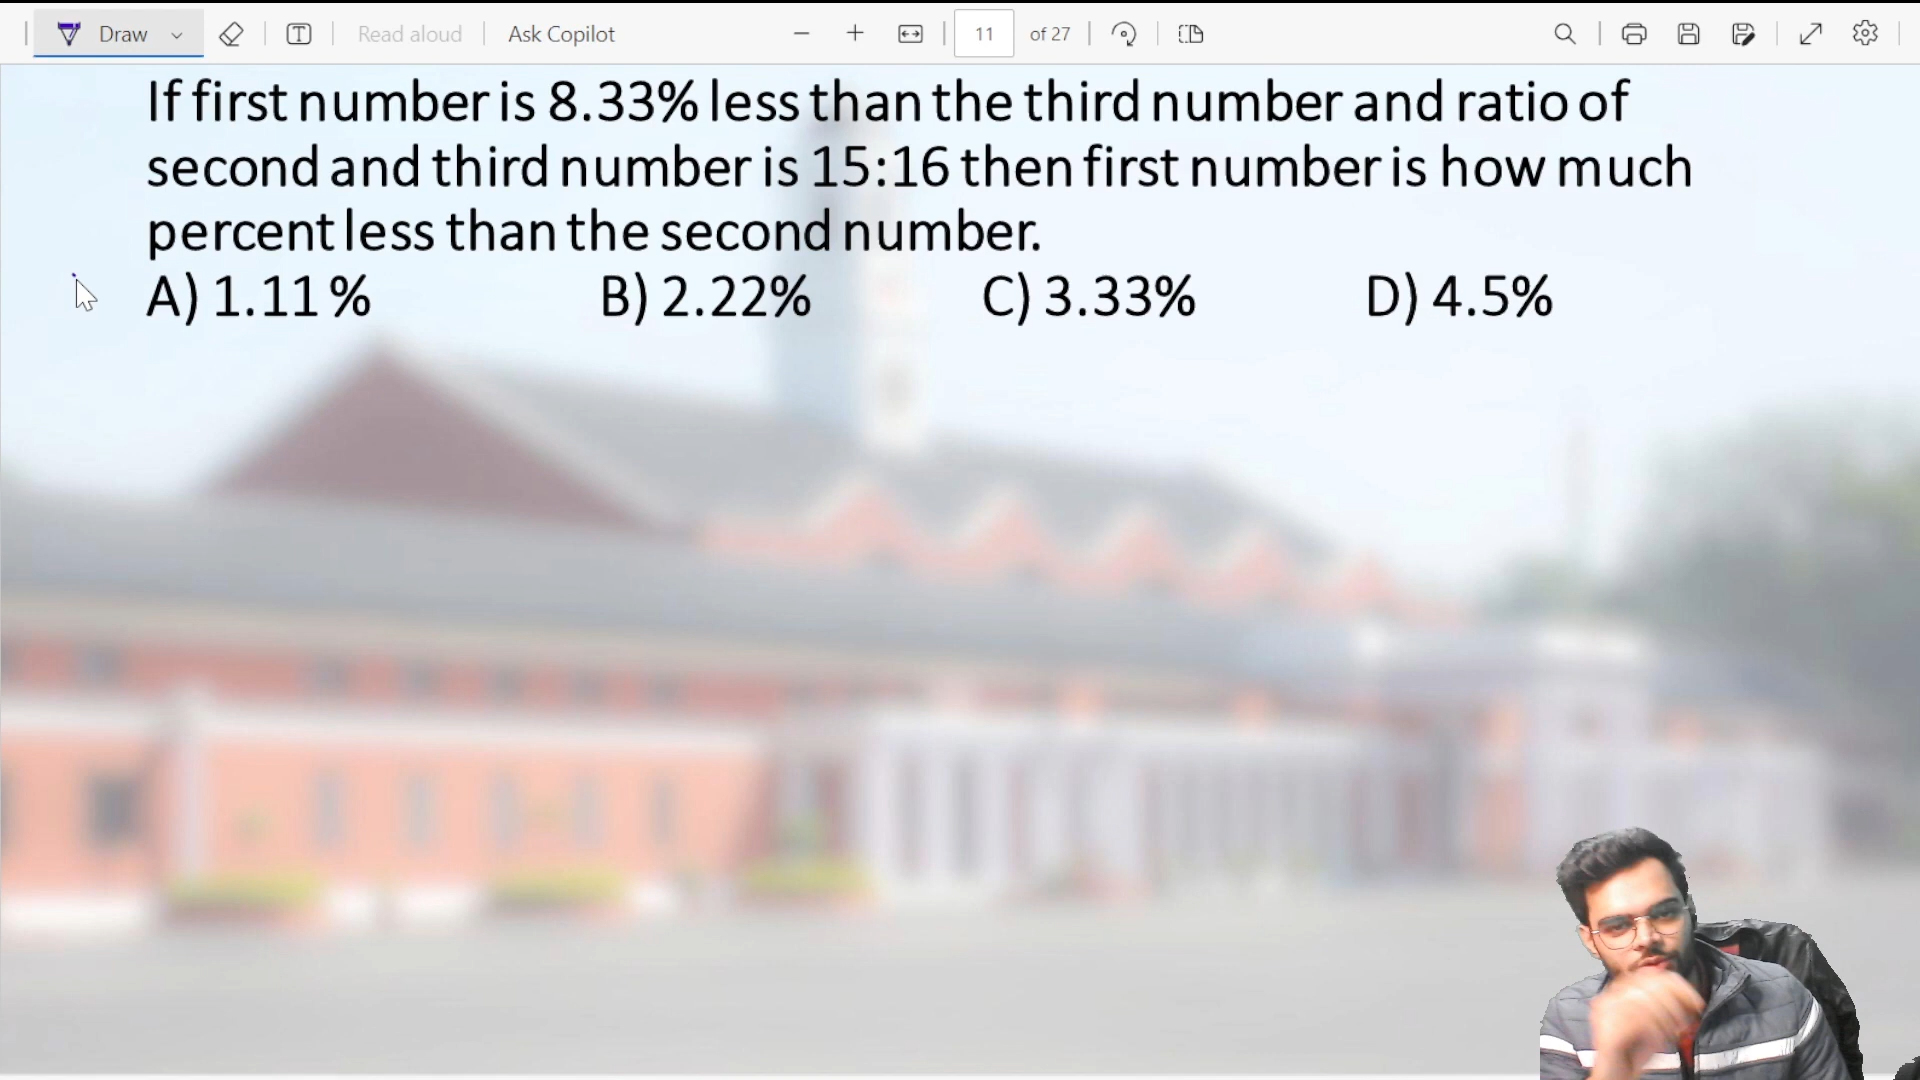 Draw
Read aloud
Ask Copilot
11 of 27
If first number is 8.33% less than the third number and ratio of
second and third number is 15:16 then first number is how much
percent less than the second number.
A) 1.11 % B) 2.22% C) 3.33% D) 4.5%